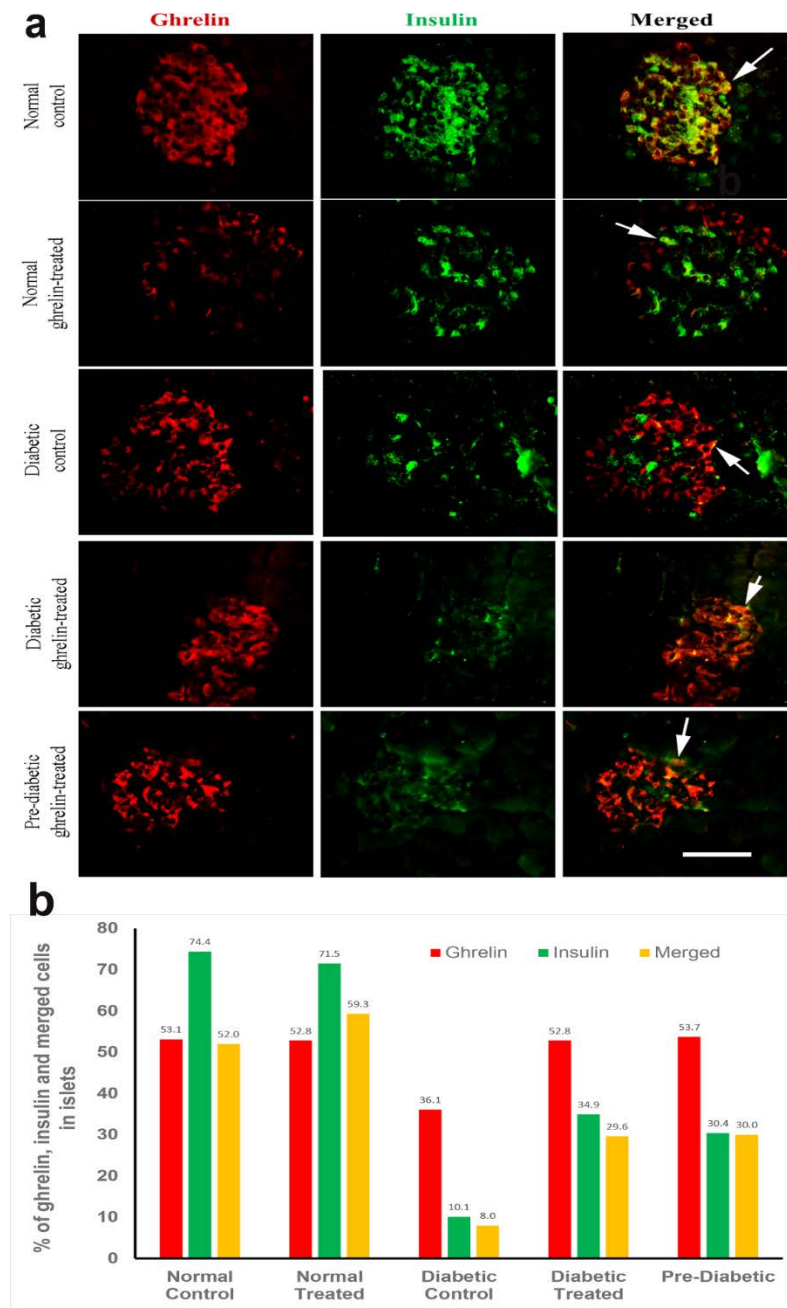 a
Ghrelin Insulin Merged
Normal
control
b
Normal
ghrelin-treated
Diabetic
control
Diabetic
ghrelin-treated
Pre-diabetic
ghrelin-treated
b
% of ghrelin, insulin and merged cells
in islets
80
70
60
50
40
30
20
10
0
Ghrelin Insulin Merged
53.1 74.4 52.0
52.8 71.5 59.3
36.1 10.1 8.0
52.8 34.9 29.6
53.7 30.4 30.0
Normal
Control
Normal
Treated
Diabetic
Control
Diabetic
Treated
Pre-Diabetic